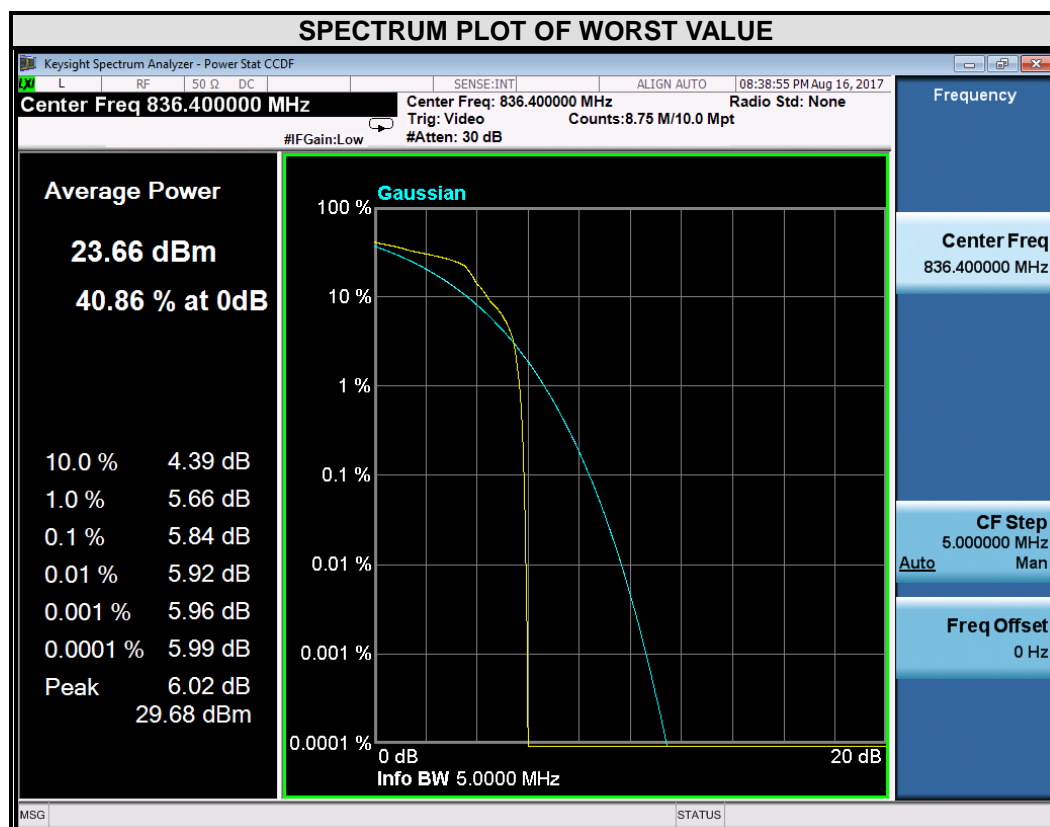 SPECTRUM PLOT OF WORST VALUE
Keysight Spectrum Analyzer - Power Stat CCDF
LXI L RF 50 Ω DC SENSE:INT ALIGN AUTO 08:38:55 PM Aug 16, 2017
Center Freq 836.400000 MHz
#IFGain:Low
Center Freq: 836.400000 MHz
Radio Std: None
Trig: Video
Counts:8.75 M/10.0 Mpt
#Atten: 30 dB
Average Power
23.66 dBm
40.86 % at 0dB
10.0 % 4.39 dB
1.0 % 5.66 dB
0.1 % 5.84 dB
0.01 % 5.92 dB
0.001 % 5.96 dB
0.0001 % 5.99 dB
Peak 6.02 dB
29.68 dBm
Gaussian
100 %
10 %
1 %
0.1 %
0.01 %
0.001 %
0.0001 %
0 dB 20 dB
Info BW 5.0000 MHz
Frequency
Center Freq
836.400000 MHz
CF Step
5.000000 MHz
Auto Man
Freq Offset
0 Hz
MSG STATUS